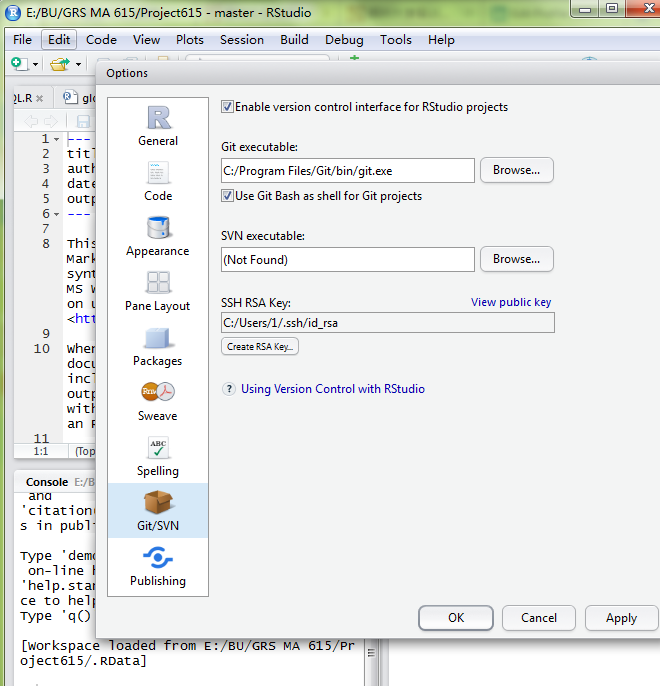 E:/BU/GRS MA 615/Project615 - master - RStudio
File Edit Code View Plots Session Build Debug Tools Help
Options
QL.R
1 ---
2 titl
3 auth
4 date
5 outp
6 ---
7
8 This
Mark
synt
MS W
on u
<htt
9
10 When
docu
incl
outp
with
an R
11
1:1 (Top
General
Code
Appearance
Pane Layout
Packages
Rnw
Sweave
ABC
Spelling
Git/SVN
Publishing
Enable version control interface for RStudio projects
Git executable:
C:/Program Files/Git/bin/git.exe
Browse...
Use Git Bash as shell for Git projects
SVN executable:
(Not Found)
Browse...
SSH RSA Key:
View public key
C:/Users/1/.ssh/id_rsa
Create RSA Key...
? Using Version Control with RStudio
OK Cancel Apply
Console E:/B
and
'citation(
s in publi
Type 'demo
on-line h
'help.star
ce to help
Type 'q()
[Workspace loaded from E:/BU/GRS MA 615/Pr
oject615/.RData]